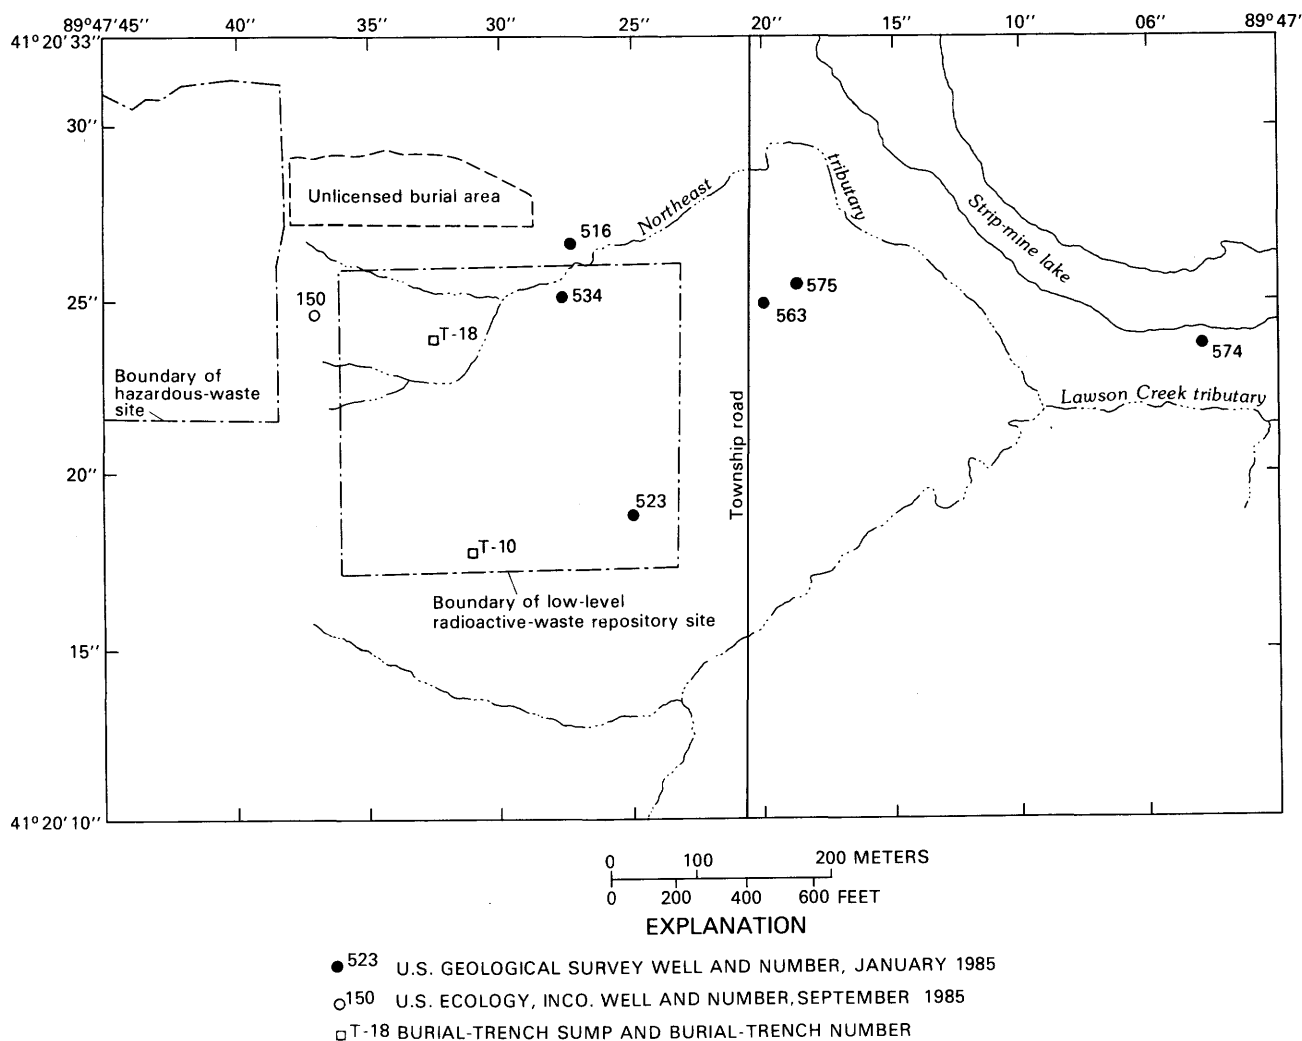 89°47'45'' 40'' 35'' 30'' 25'' 20'' 15'' 10'' 06'' 89°47'
41°20'33''
30''
Unlicensed burial area
Northeast
tributary
Strip-mine lake
516
25''
150
534
575
563
T-18
574
Boundary of
hazardous-waste
site
Lawson Creek tributary
Township road
20''
523
T-10
Boundary of low-level
radioactive-waste repository site
15''
41°20'10''
0 100 200 METERS
0 200 400 600 FEET
EXPLANATION
523 U.S. GEOLOGICAL SURVEY WELL AND NUMBER, JANUARY 1985
150 U.S. ECOLOGY, INCO. WELL AND NUMBER, SEPTEMBER 1985
T-18 BURIAL-TRENCH SUMP AND BURIAL-TRENCH NUMBER